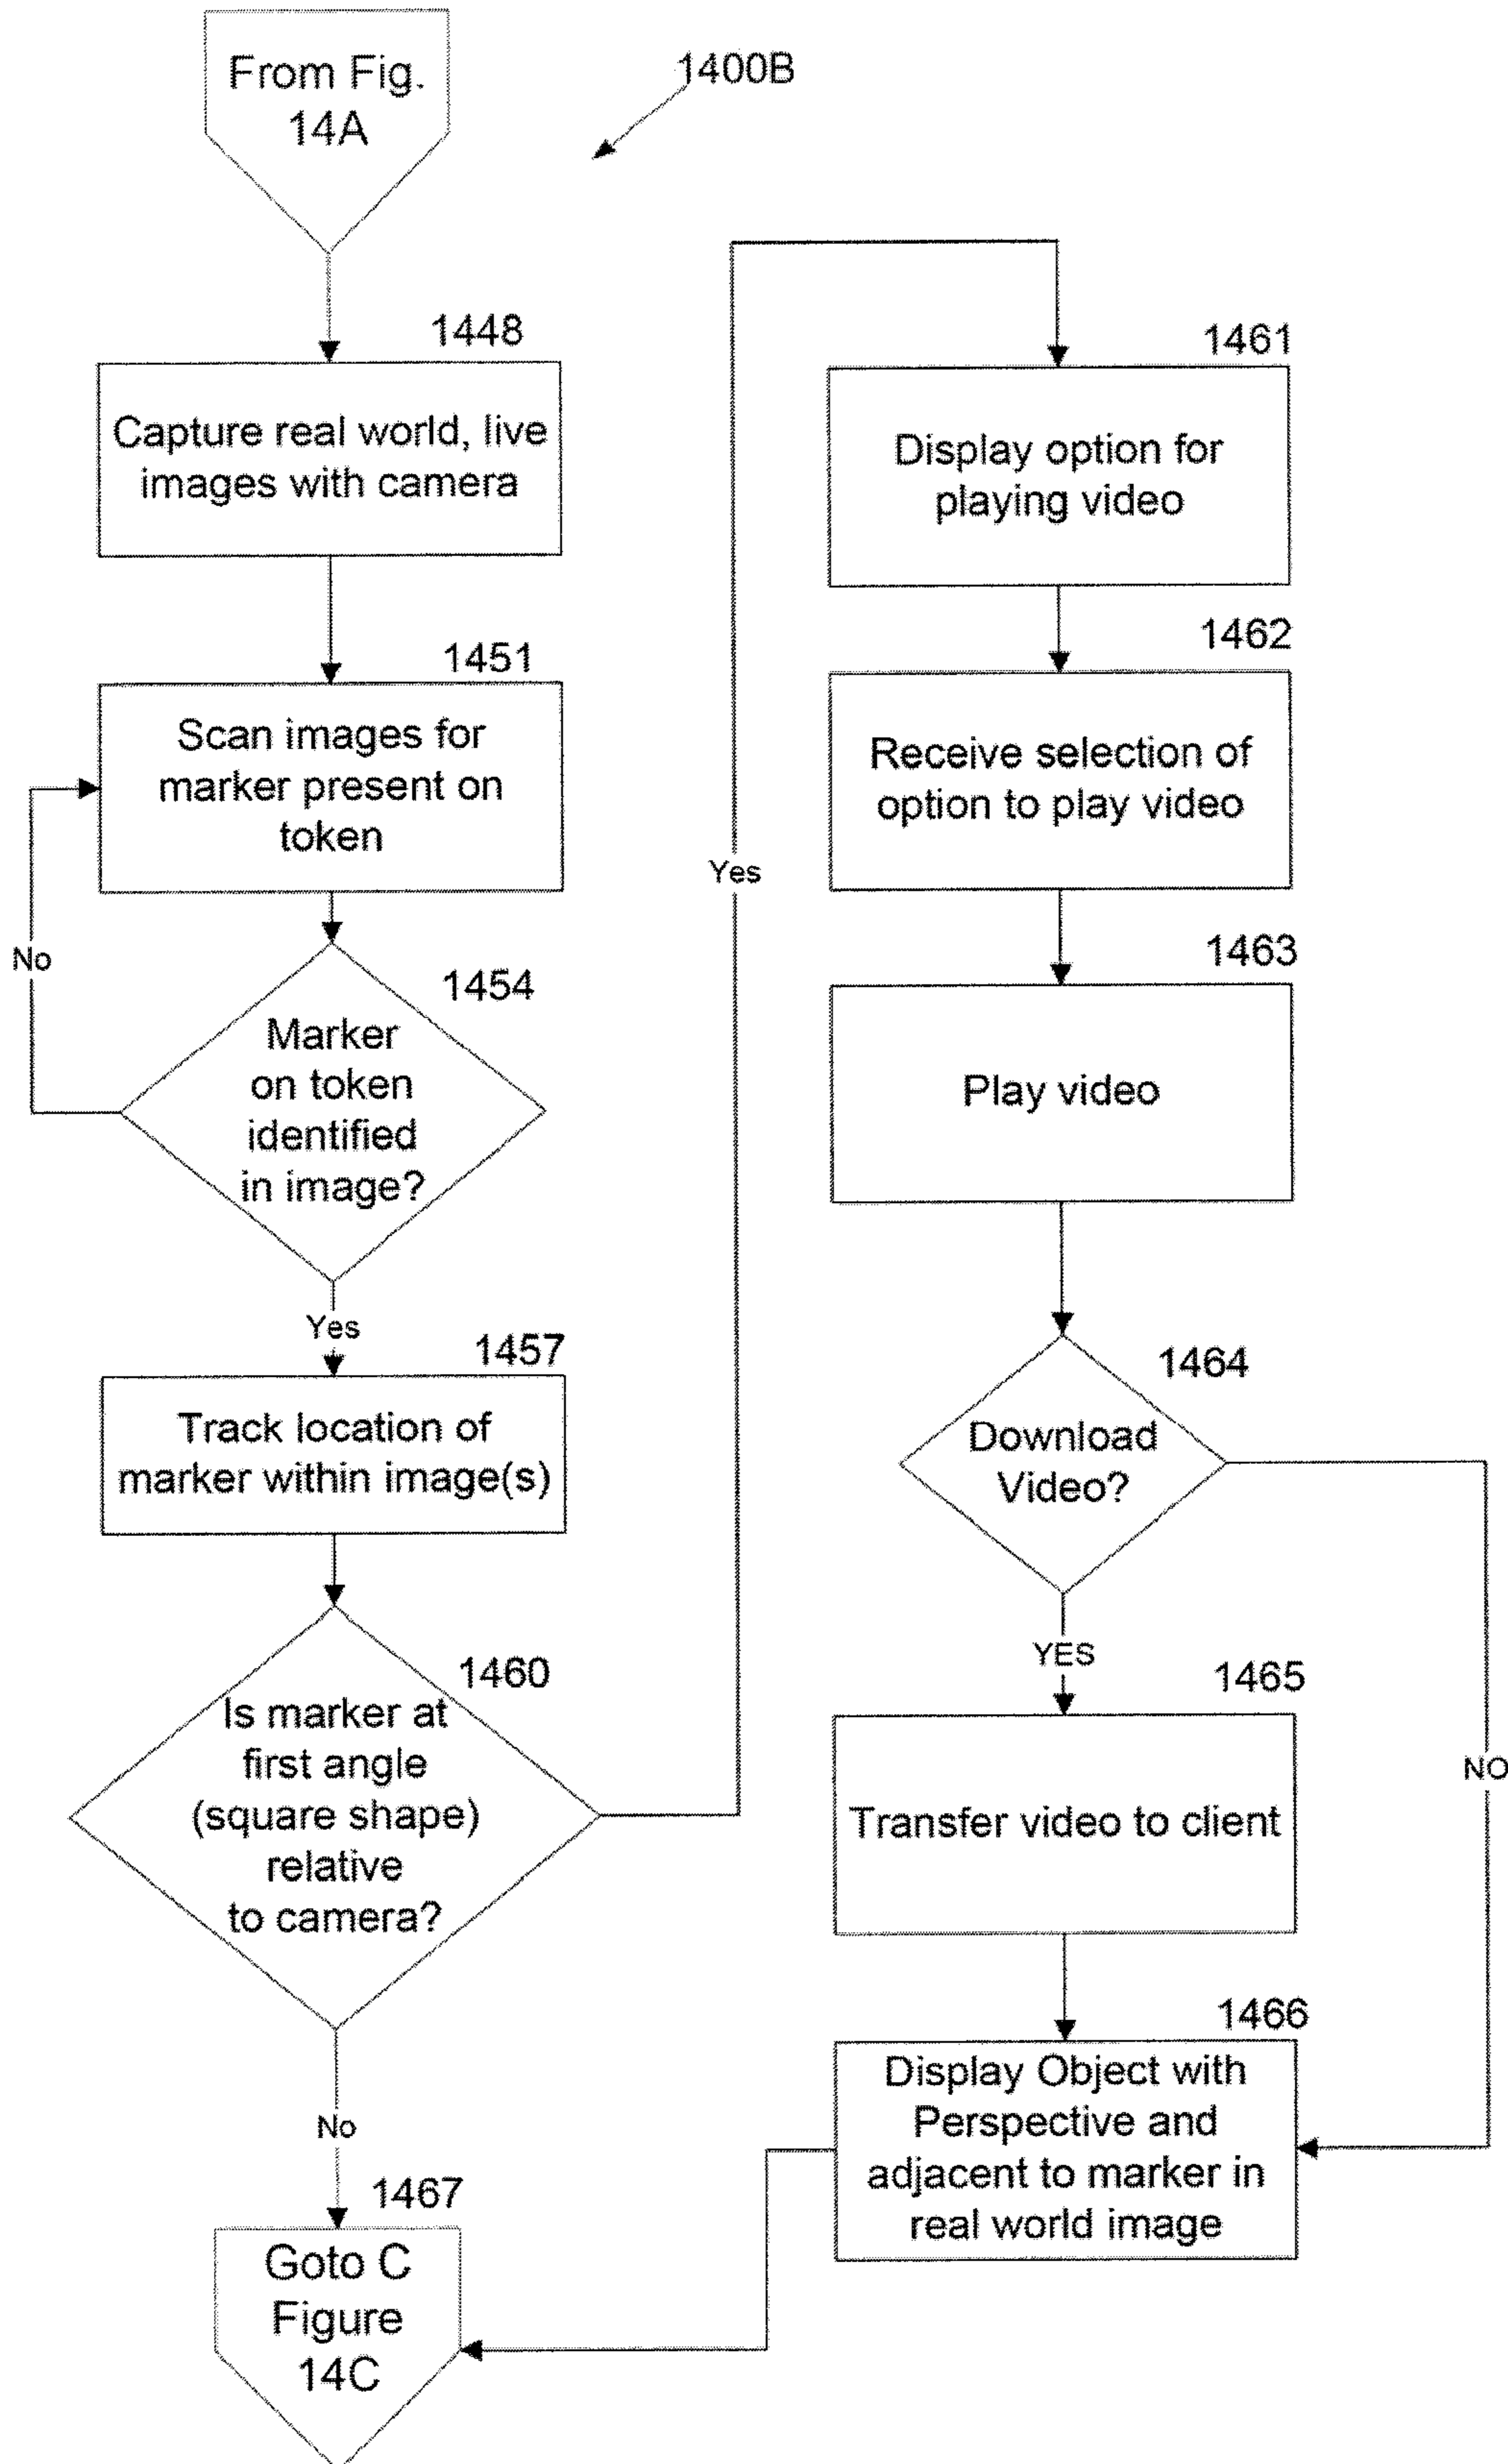 From Fig.
14A
1400B
1448
Capture real world, live
images with camera
1451
Scan images for
marker present on
token
No
1454
Marker
on token
identified
in image?
Yes
1457
Track location of
marker within image(s)
1460
Is marker at
first angle
(square shape)
relative
to camera?
No
1467
Goto C
Figure
14C
Yes
1461
Display option for
playing video
1462
Receive selection of
option to play video
1463
Play video
1464
Download
Video?
YES
NO
1465
Transfer video to client
1466
Display Object with
Perspective and
adjacent to marker in
real world image